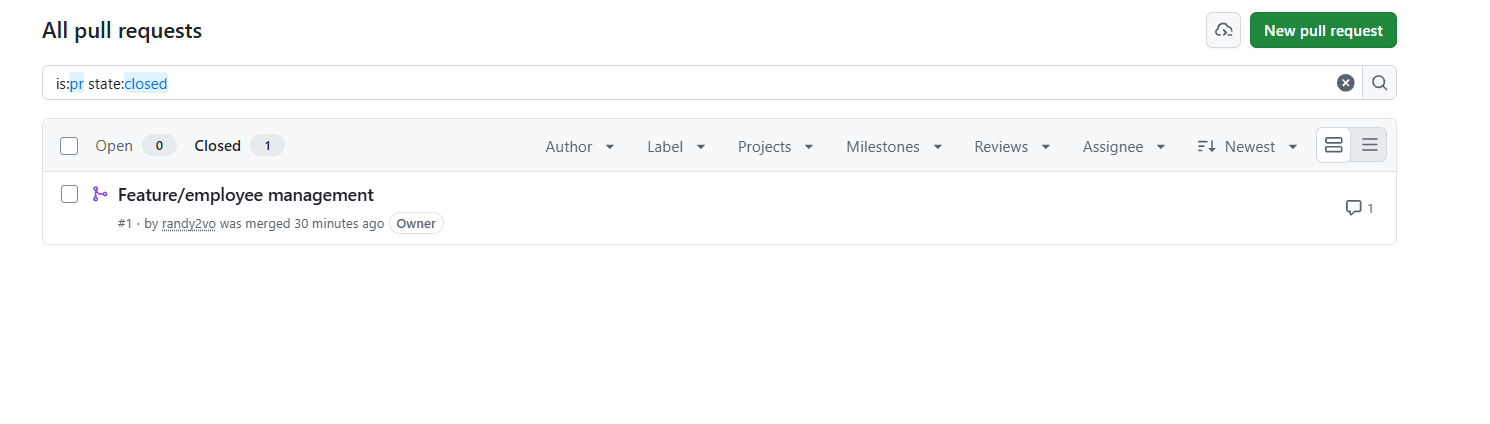 All pull requests
New pull request
is:pr state:closed
Open 0 Closed 1 Author Label Projects Milestones Reviews Assignee Newest
Feature/employee management
#1 · by randy2vo was merged 30 minutes ago Owner
1